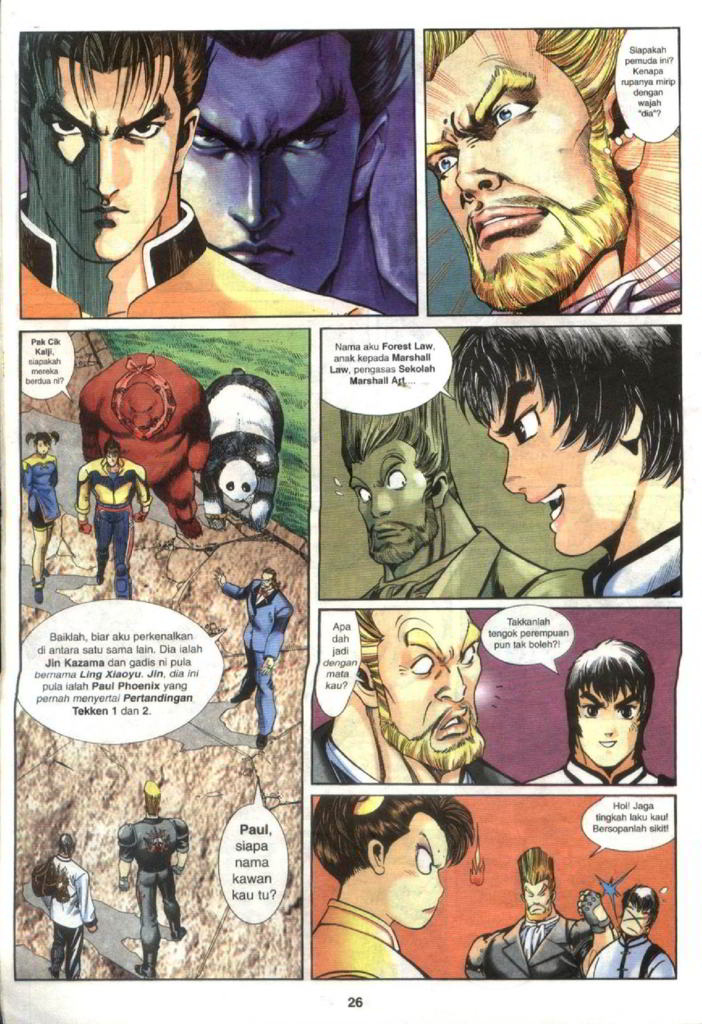 Siapakah
pemuda ini?
Kenapa
rupanya mirip
dengan
wajah
"dia"?
Pak Cik
Kalji,
siapakah
mereka
berdua ni?
Nama aku Forest Law,
anak kepada Marshall
Law, pengasas Sekolah
Marshall Art....
Baiklah, biar aku perkenalkan
di antara satu sama lain. Dia ialah
Jin Kazama dan gadis ni pula
bernama Ling Xiaoyu. Jin, dia ini
pula ialah Paul Phoenix yang
pernah menyertai Pertandingan
Tekken 1 dan 2.
Apa
dah
jadi
dengan
mata
kau?
Takkanlah
tengok perempuan
pun tak boleh?!
Paul,
siapa
nama
kawan
kau tu?
Hoi! Jaga
tingkah laku kau!
Bersopanlah sikit!
26